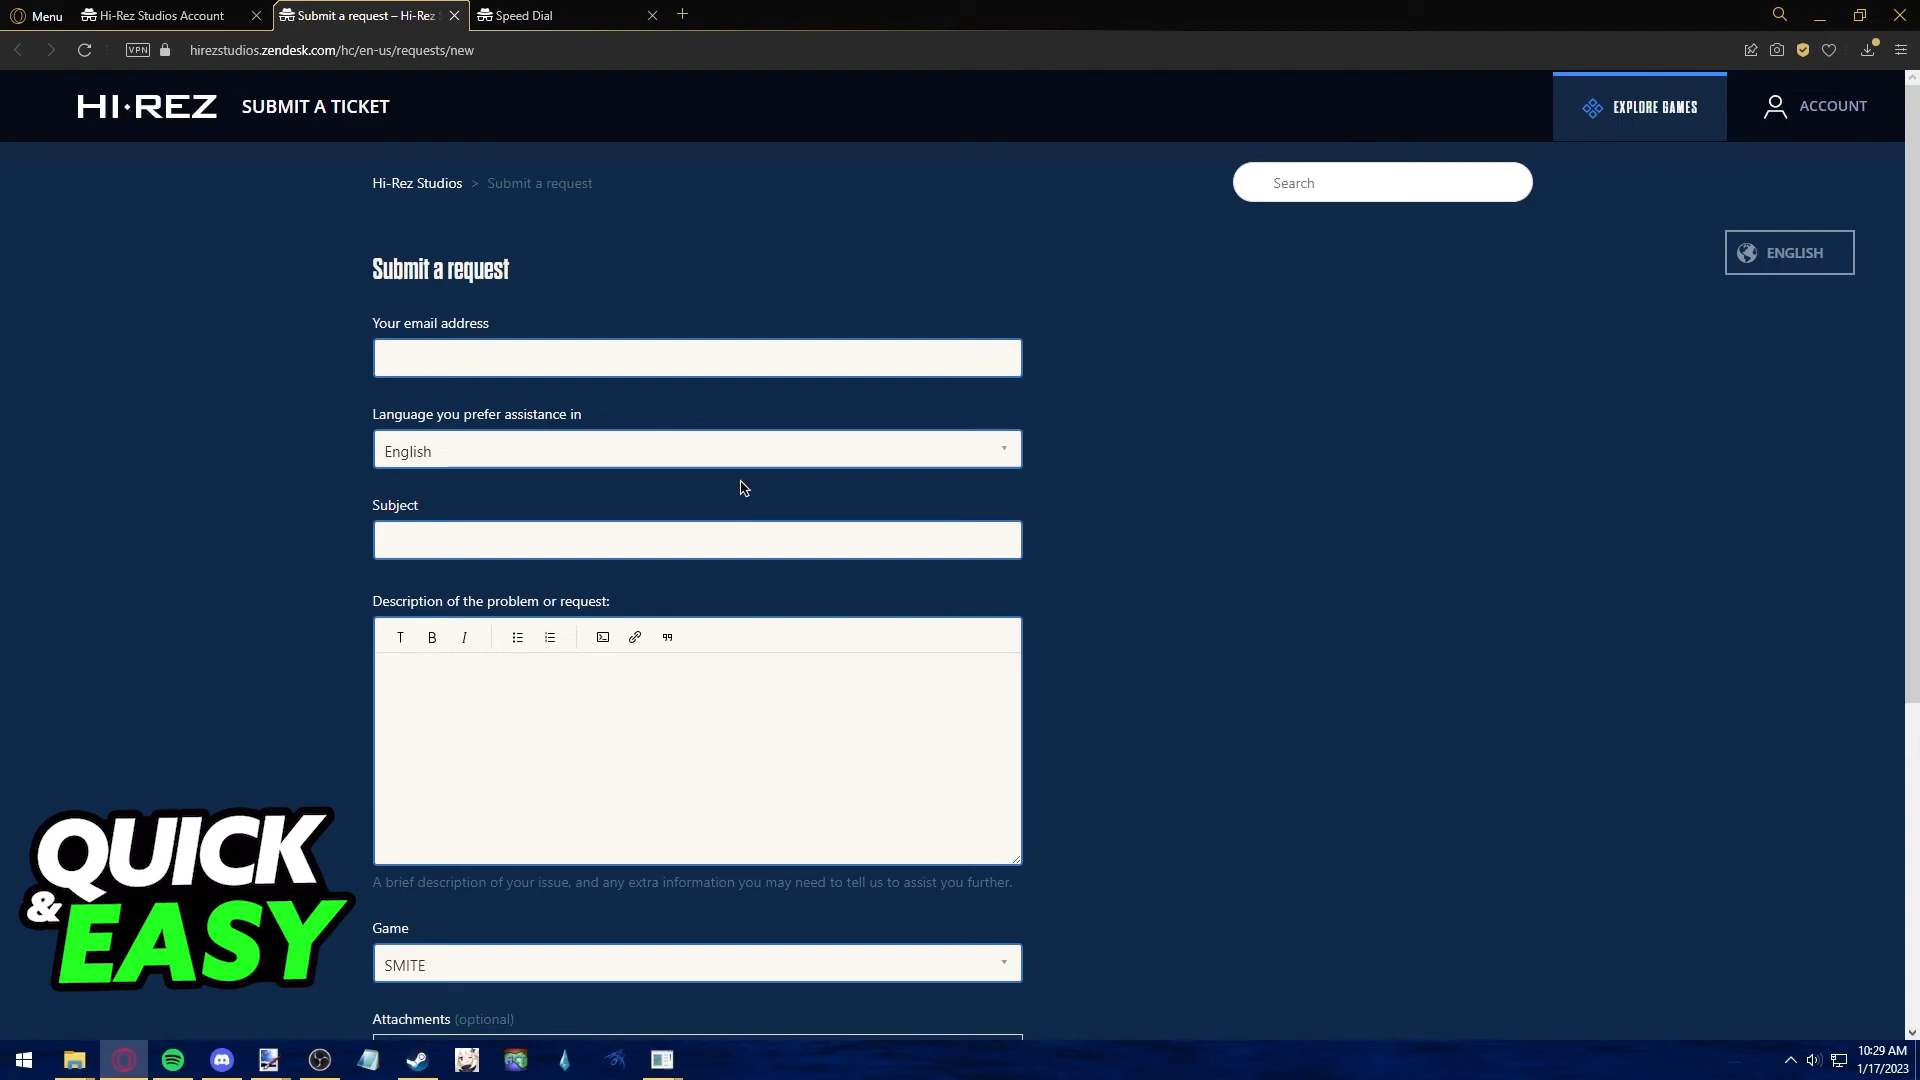 Menu
Hi-Rez Studios Account
Submit a request – Hi-Rez
Speed Dial
VPN
hirezstudios.zendesk.com/hc/en-us/requests/new
HI-REZ
SUBMIT A TICKET
EXPLORE GAMES
ACCOUNT
Hi-Rez Studios > Submit a request
Search
ENGLISH
Submit a request
Your email address
Language you prefer assistance in
English
Subject
Description of the problem or request:
T B I
A brief description of your issue, and any extra information you may need to tell us to assist you further.
Game
SMITE
Attachments (optional)
QUICK
& EASY
10:29 AM
1/17/2023